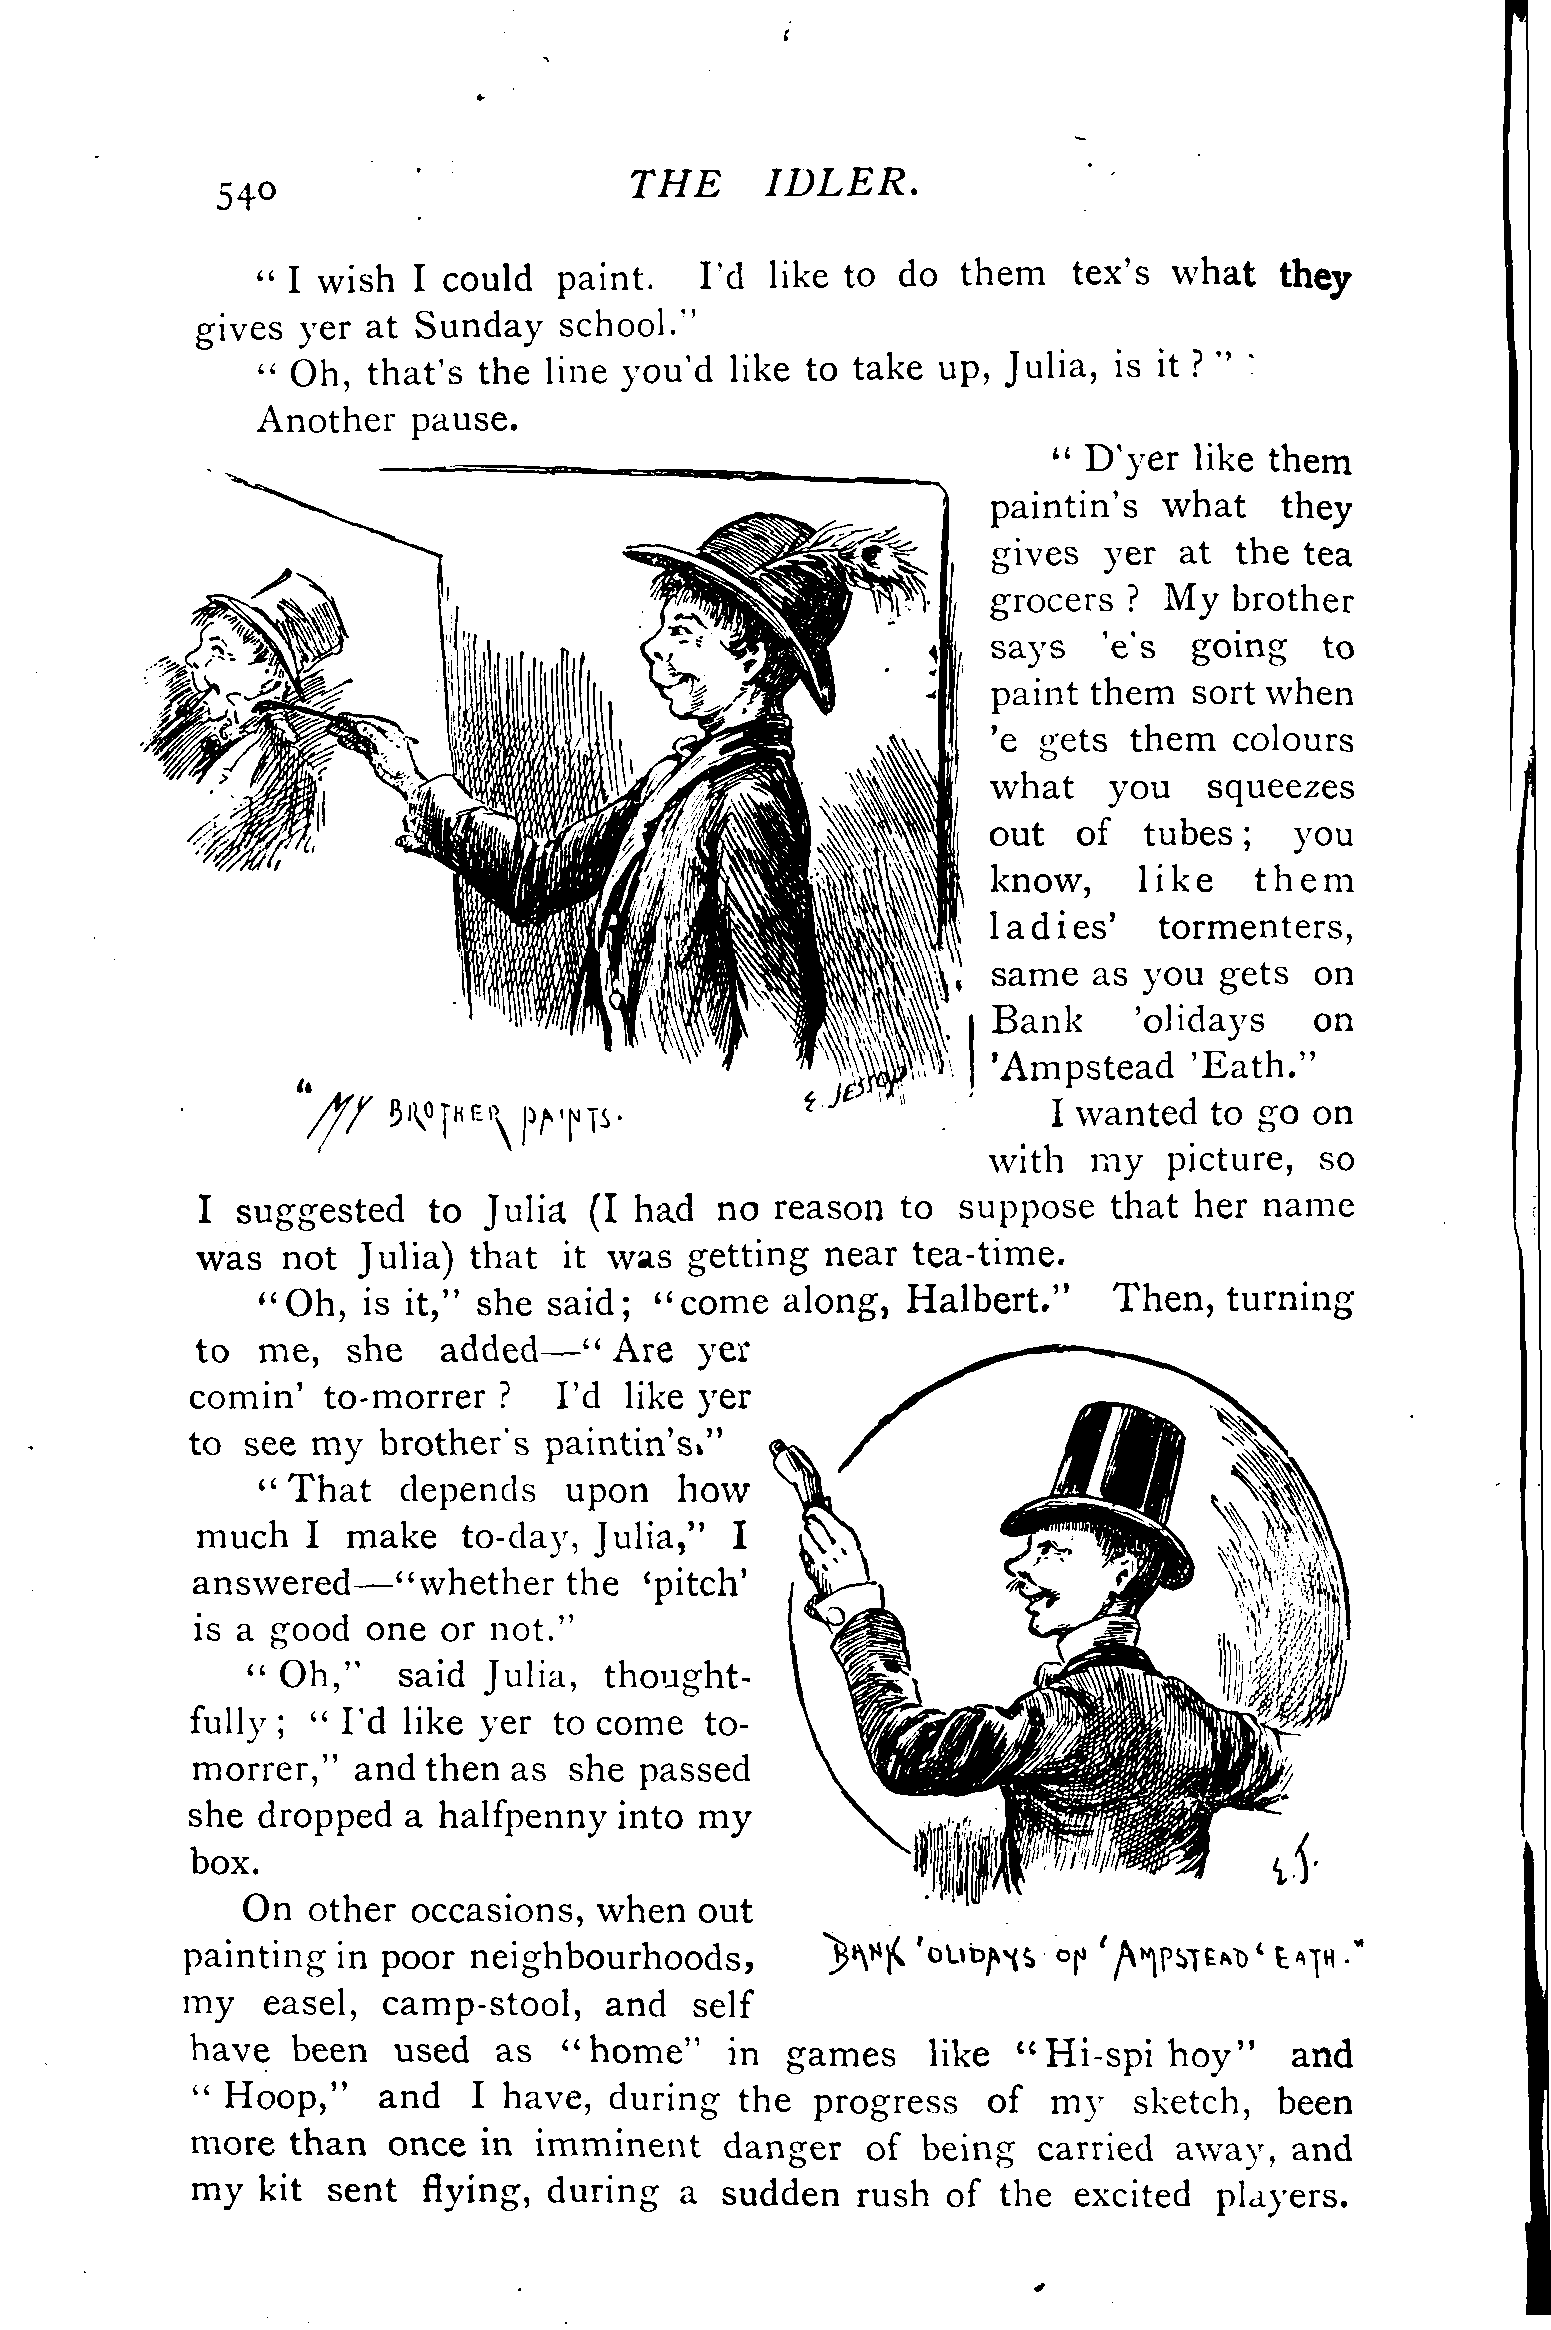 540
THE IDLER.
“ I wish I could paint. I'd like to do them tex's what they
gives yer at Sunday school.”
“ Oh, that's the line you'd like to take up, Julia, is it ? ”
Another pause.
“ D'yer like them
paintin's what they
gives yer at the tea
grocers ? My brother
says 'e's going to
paint them sort when
'e gets them colours
what you squeezes
out of tubes ; you
know, like them
ladies' tormenters,
same as you gets on
Bank 'olidays on
'Ampstead 'Eath.”
E. JESSOP
“MY BROTHER PAINTS.
I wanted to go on
with my picture, so
I suggested to Julia (I had no reason to suppose that her name
was not Julia) that it was getting near tea-time.
“Oh, is it,” she said ; “come along, Halbert.” Then, turning
to me, she added—“ Are yer
comin' to-morrer ? I'd like yer
to see my brother's paintin's.”
“ That depends upon how
much I make to-day, Julia,” I
answered—“whether the ‘pitch’
is a good one or not.”
“ Oh,” said Julia, thought-
fully ; “ I'd like yer to come to-
morrer,” and then as she passed
she dropped a halfpenny into my
box.
E.J.
BANK 'OLIDAYS ON ‘AMPSTEAD ‘EATH.”
On other occasions, when out
painting in poor neighbourhoods,
my easel, camp-stool, and self
have been used as “home” in games like “Hi-spi hoy” and
“ Hoop,” and I have, during the progress of my sketch, been
more than once in imminent danger of being carried away, and
my kit sent flying, during a sudden rush of the excited players.